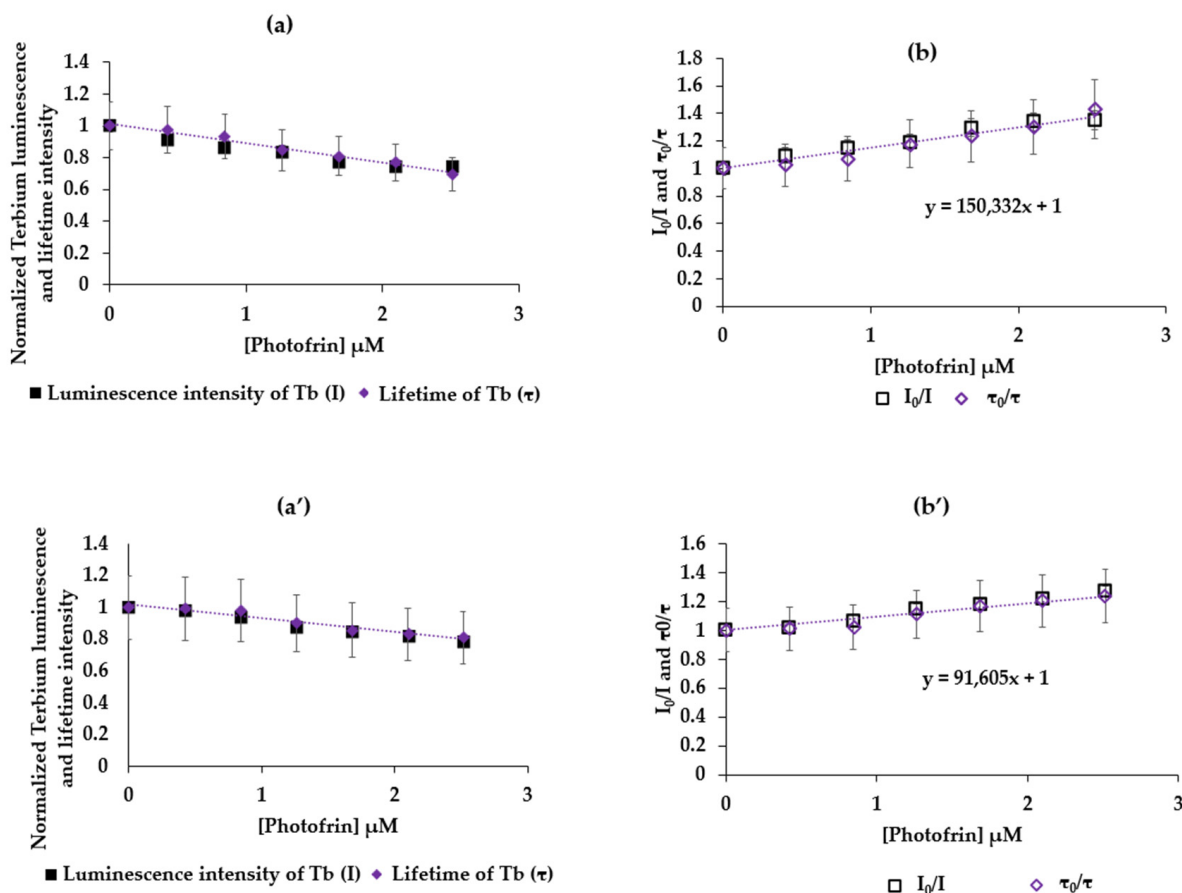 (a)
Normalized Terbium luminescence
and lifetime intensity
1.4
1.2
1
0.8
0.6
0.4
0.2
0
0 1 2 3
[Photofrin] μM
■ Luminescence intensity of Tb (I) ◆ Lifetime of Tb (τ)
(b)
I₀/I and τ₀/τ
1.8
1.6
1.4
1.2
1
0.8
0.6
0.4
0.2
0
y = 150,332x + 1
0 1 2 3
[Photofrin] μM
I₀/I τ₀/τ
(a′)
Normalized Terbium luminescence
and lifetime intensity
1.4
1.2
1
0.8
0.6
0.4
0.2
0
0 1 2 3
[Photofrin] μM
■ Luminescence intensity of Tb (I) ◆ Lifetime of Tb (τ)
(b′)
I₀/I and τ0/τ
1.6
1.4
1.2
1
0.8
0.6
0.4
0.2
0
y = 91,605x + 1
0 1 2 3
[Photofrin] μM
I₀/I τ₀/τ